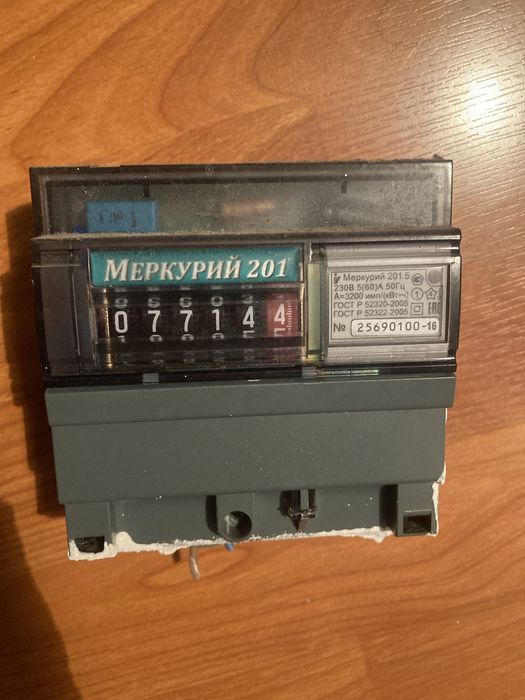 МЕРКУРИЙ 201
077144
Меркурий 201.5
230В 5(60)А 50Гц
А=3200 имп/(кВт•ч)
ГОСТ Р 52320-2005
ГОСТ Р 52322-2005
№ 25690100-16